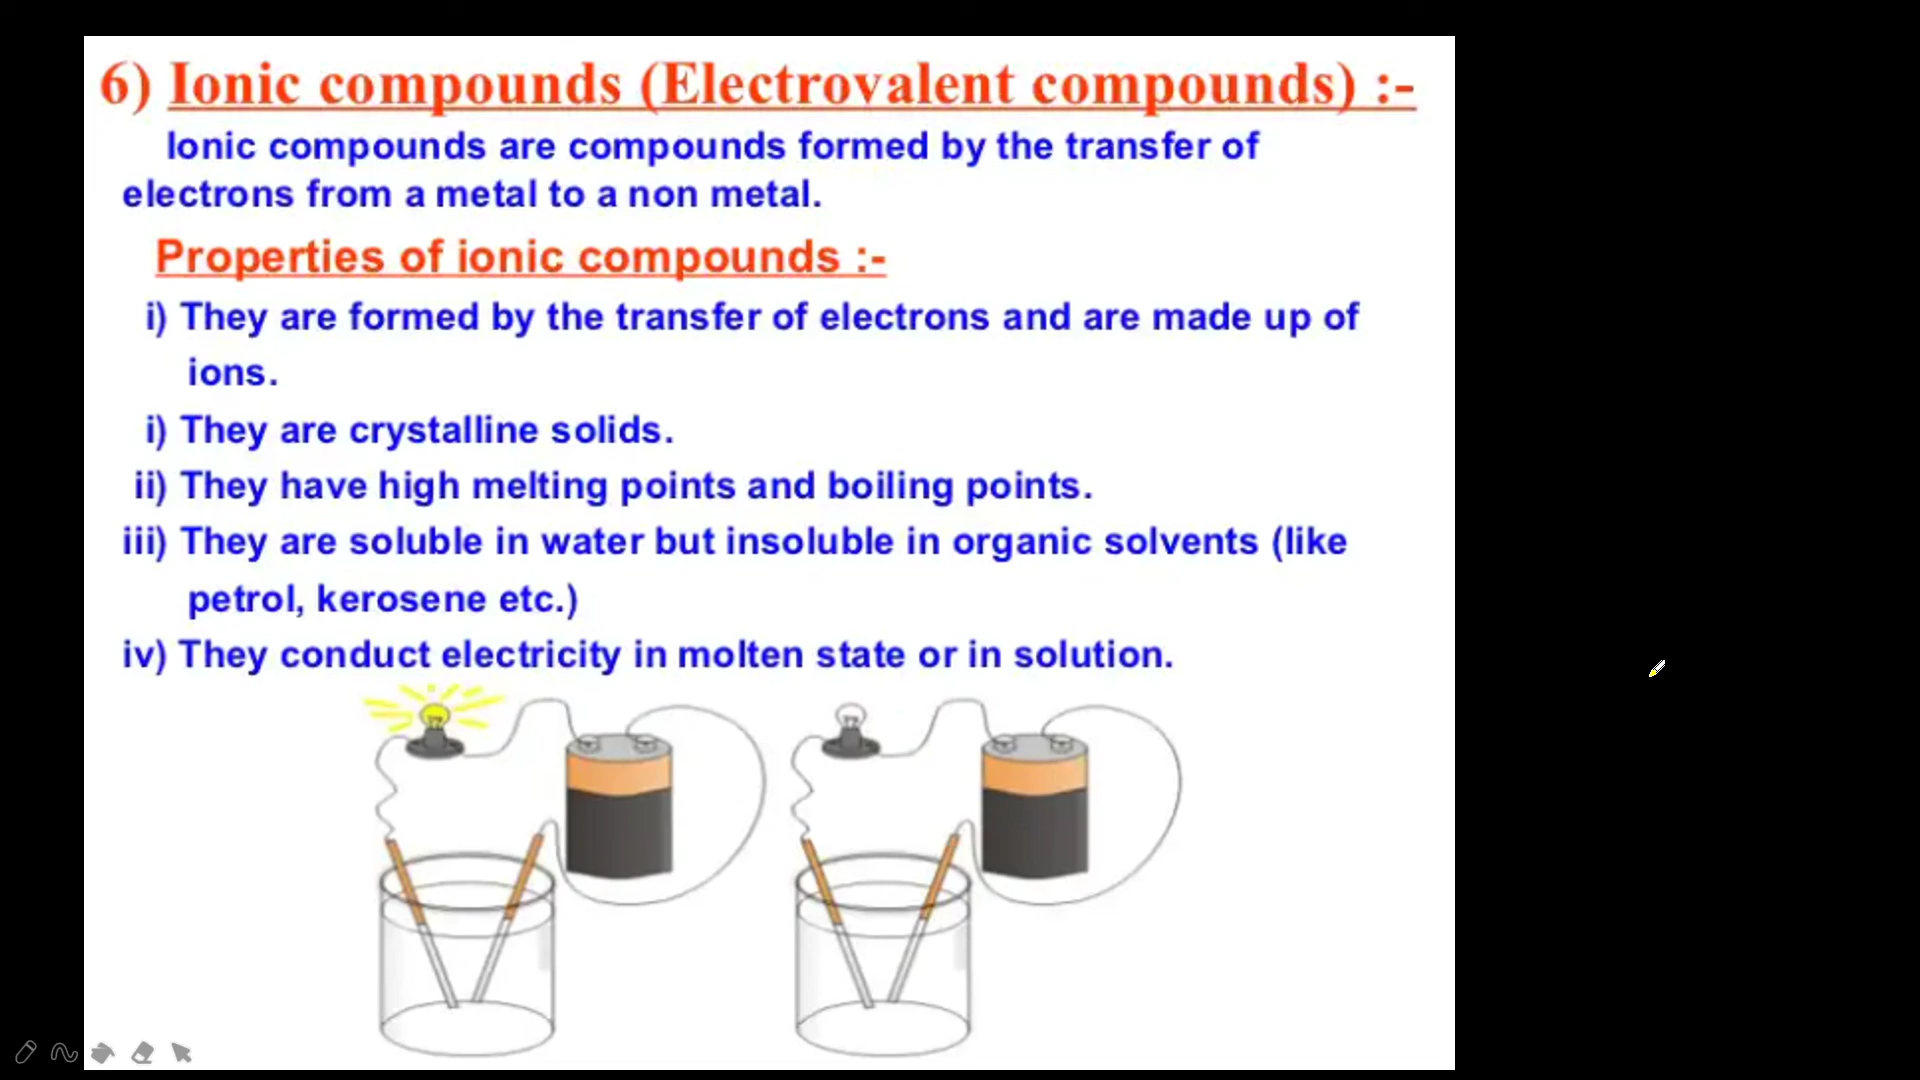 6) Ionic compounds (Electrovalent compounds) :-
Ionic compounds are compounds formed by the transfer of
electrons from a metal to a non metal.
Properties of ionic compounds :-
i) They are formed by the transfer of electrons and are made up of
ions.
i) They are crystalline solids.
ii) They have high melting points and boiling points.
iii) They are soluble in water but insoluble in organic solvents (like
petrol, kerosene etc.)
iv) They conduct electricity in molten state or in solution.